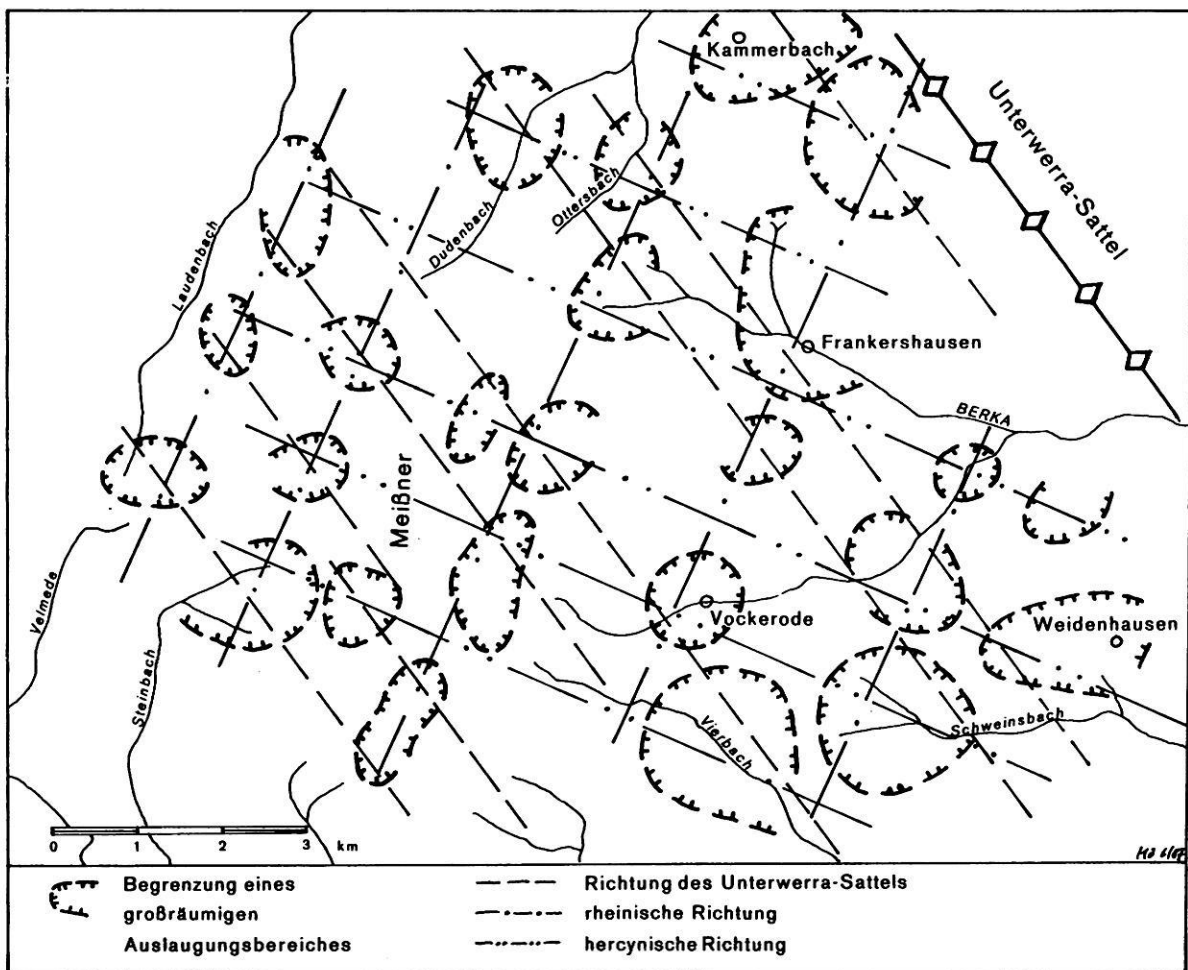 Kammerbach
Unterwerra-Sattel
Laudenbach
Dudenbach
Ottersbach
Frankershausen
BERKA
Meißner
Velmede
Steinbach
Vockerode
Weidenhausen
Vierbach
Schweinsbach
0 1 2 3 km
Begrenzung eines
großräumigen
Auslaugungsbereiches
Richtung des Unterwerra-Sattels
rheinische Richtung
hercynische Richtung